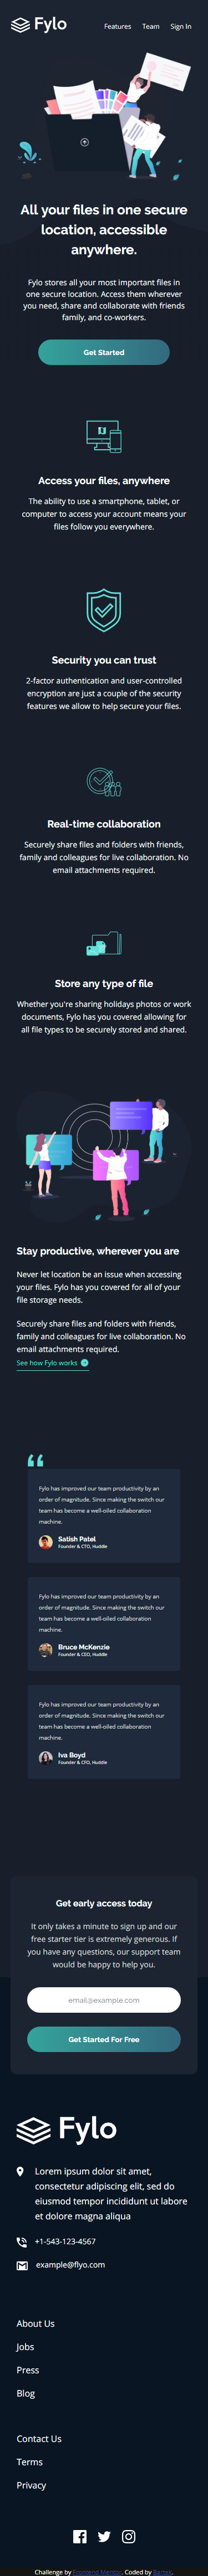 Fylo
Features Team Sign In
All your files in one secure
location, accessible
anywhere.
Fylo stores all your most important files in
one secure location. Access them wherever
you need, share and collaborate with friends
family, and co-workers.
Get Started
Access your files, anywhere
The ability to use a smartphone, tablet, or
computer to access your account means your
files follow you everywhere.
Security you can trust
2-factor authentication and user-controlled
encryption are just a couple of the security
features we allow to help secure your files.
Real-time collaboration
Securely share files and folders with friends,
family and colleagues for live collaboration. No
email attachments required.
Store any type of file
Whether you're sharing holidays photos or work
documents, Fylo has you covered allowing for
all file types to be securely stored and shared.
Stay productive, wherever you are
Never let location be an issue when accessing
your files. Fylo has you covered for all of your
file storage needs.
Securely share files and folders with friends,
family and colleagues for live collaboration. No
email attachments required.
See how Fylo works
Fylo has improved our team productivity by an
order of magnitude. Since making the switch our
team has become a well-oiled collaboration
machine.
Satish Patel
Founder & CTO, Huddle
Fylo has improved our team productivity by an
order of magnitude. Since making the switch our
team has become a well-oiled collaboration
machine.
Bruce McKenzie
Founder & CEO, Huddle
Fylo has improved our team productivity by an
order of magnitude. Since making the switch our
team has become a well-oiled collaboration
machine.
Iva Boyd
Founder & CFO, Huddle
Get early access today
It only takes a minute to sign up and our
free starter tier is extremely generous. If
you have any questions, our support team
would be happy to help you.
email@example.com
Get Started For Free
Fylo
Lorem ipsum dolor sit amet,
consectetur adipiscing elit, sed do
eiusmod tempor incididunt ut labore
et dolore magna aliqua
+1-543-123-4567
example@fylo.com
About Us
Jobs
Press
Blog
Contact Us
Terms
Privacy
Challenge by Frontend Mentor. Coded by Bartek.